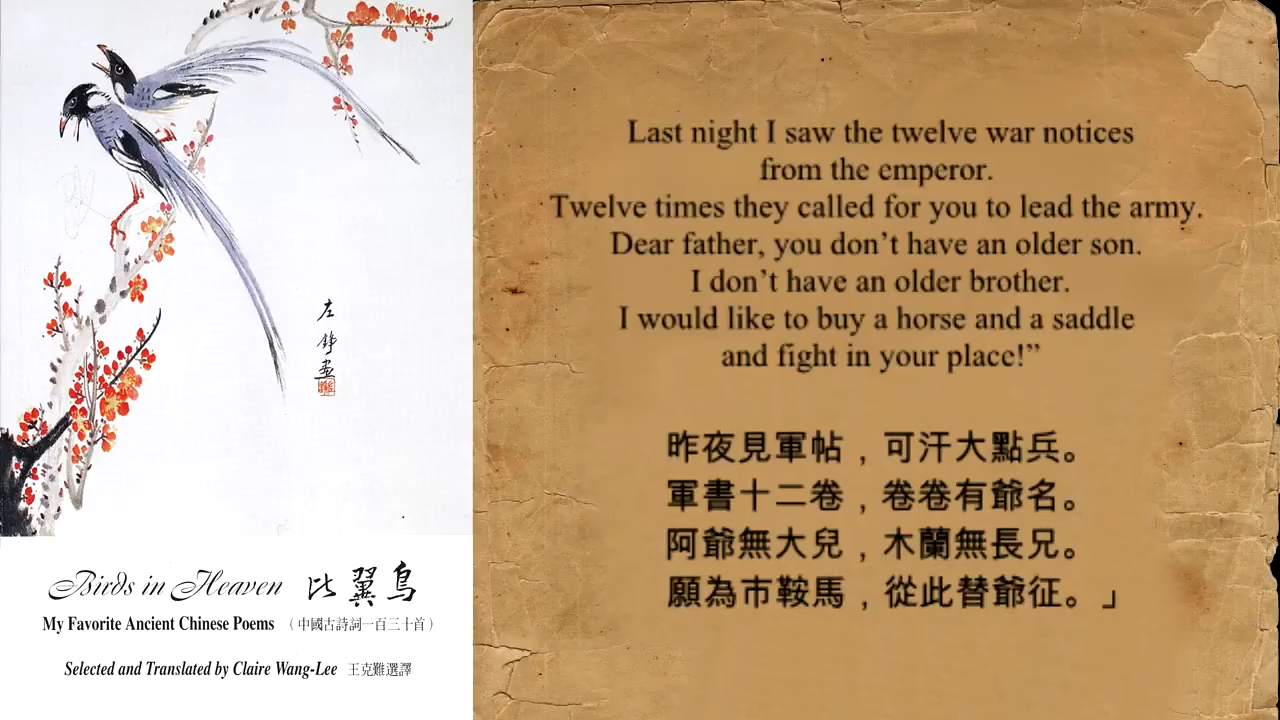 左錚畫
Birds in Heaven 比翼鳥
My Favorite Ancient Chinese Poems （中國古詩詞一百三十首）
Selected and Translated by Claire Wang-Lee 王克難選譯
Last night I saw the twelve war notices
from the emperor.
Twelve times they called for you to lead the army.
Dear father, you don’t have an older son.
I don’t have an older brother.
I would like to buy a horse and a saddle
and fight in your place!”
昨夜見軍帖，可汗大點兵。
軍書十二卷，卷卷有爺名。
阿爺無大兒，木蘭無長兄。
願為市鞍馬，從此替爺征。」